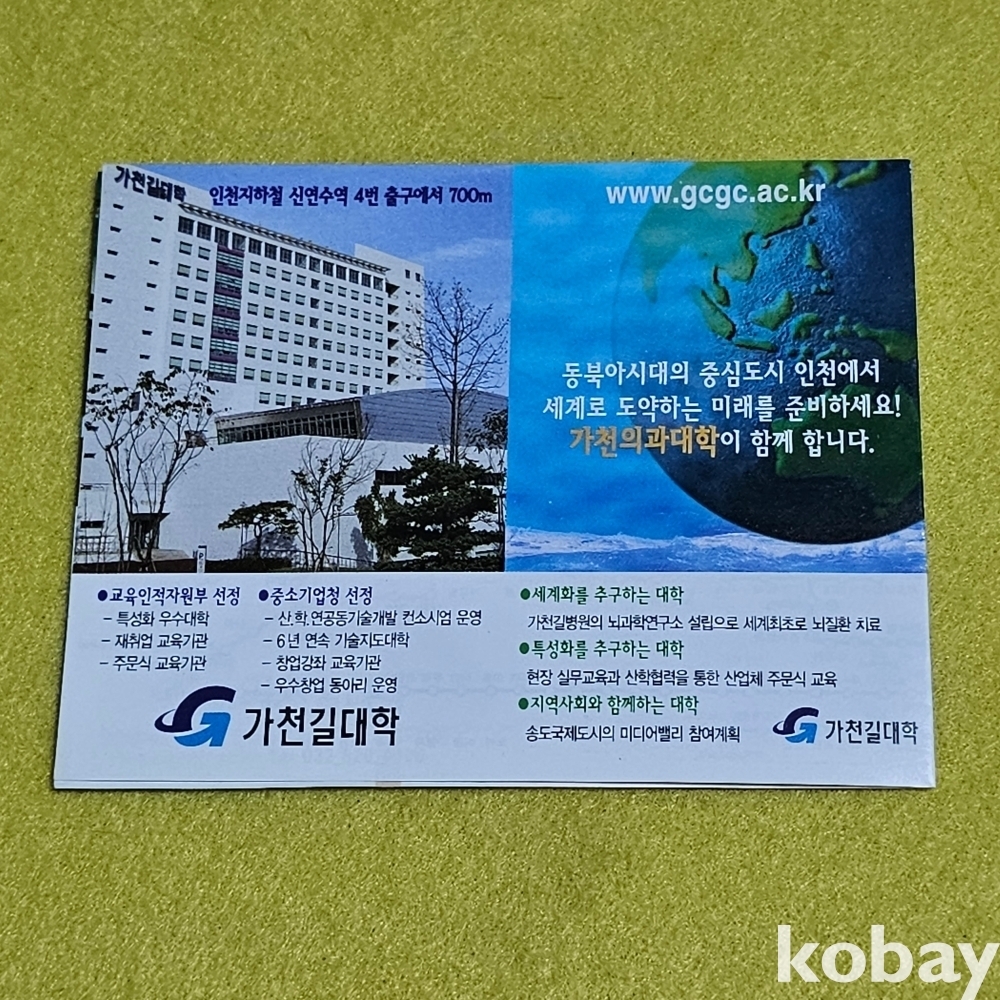 가천길대학
인천지하철 신연수역 4번 출구에서 700m
www.gcgc.ac.kr
동북아시대의 중심도시 인천에서
세계로 도약하는 미래를 준비하세요!
가천의과대학이 함께 합니다.
●교육인적자원부 선정
- 특성화 우수대학
- 재취업 교육기관
- 주문식 교육기관
●중소기업청 선정
- 산.학.연공동기술개발 컨소시엄 운영
- 6년 연속 기술지도대학
- 창업강좌 교육기관
- 우수창업 동아리 운영
가천길대학
●세계화를 추구하는 대학
가천길병원의 뇌과학연구소 설립으로 세계최초로 뇌질환 치료
●특성화를 추구하는 대학
현장 실무교육과 산학협력을 통한 산업체 주문식 교육
●지역사회와 함께하는 대학
송도국제도시의 미디어밸리 참여계획
가천길대학
kobay